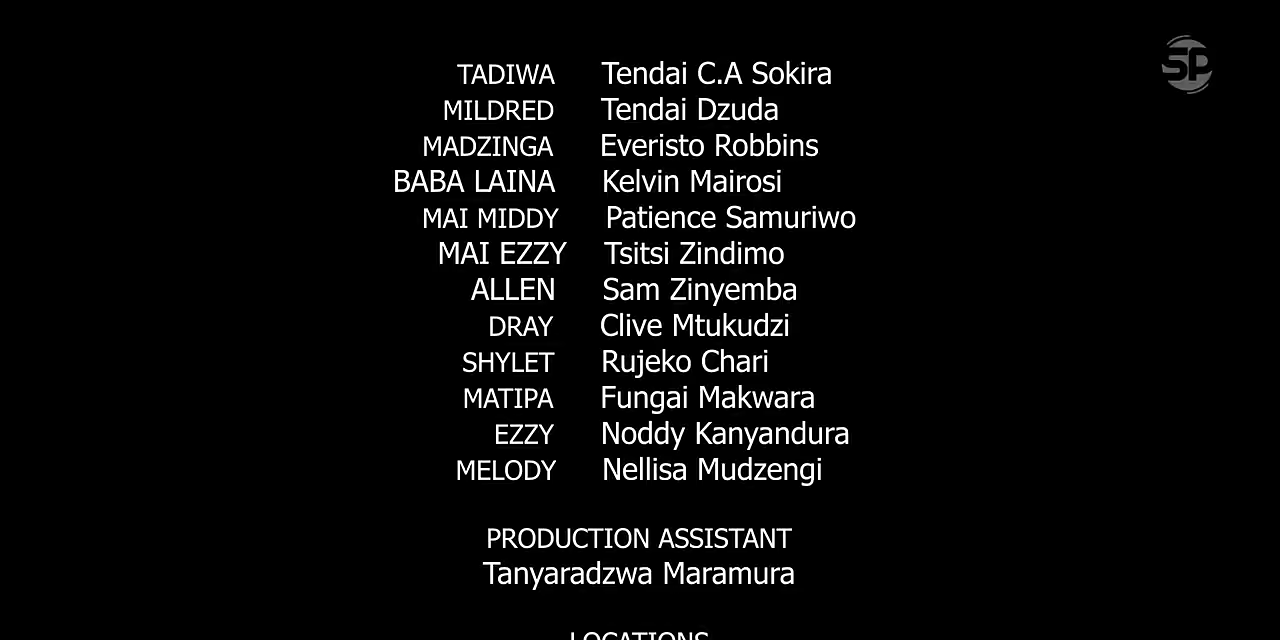 SP
TADIWA Tendai C.A Sokira
MILDRED Tendai Dzuda
MADZINGA Everisto Robbins
BABA LAINA Kelvin Mairosi
MAI MIDDY Patience Samuriwo
MAI EZZY Tsitsi Zindimo
ALLEN Sam Zinyemba
DRAY Clive Mtukudzi
SHYLET Rujeko Chari
MATIPA Fungai Makwara
EZZY Noddy Kanyandura
MELODY Nellisa Mudzengi
PRODUCTION ASSISTANT
Tanyaradzwa Maramura
LOCATIONS